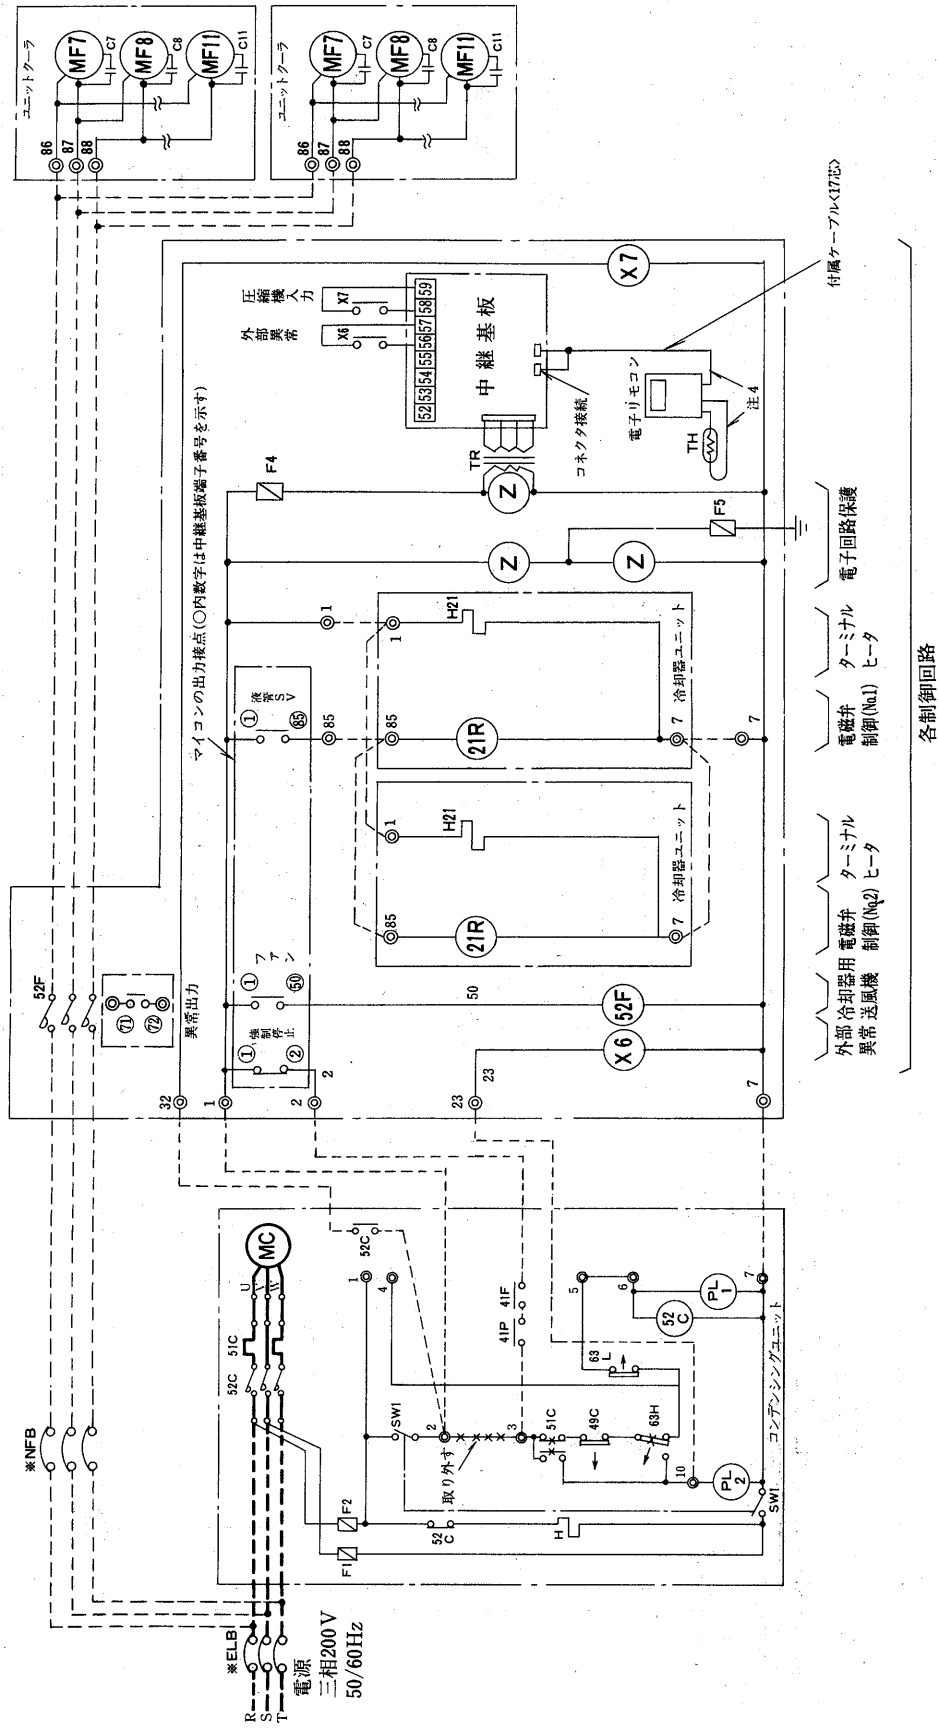 ユニットクーラ
MF7
C7
MF8
C8
MF11
C11
86
87
88
ユニットクーラ
MF7
C7
MF8
C8
MF11
C11
86
87
88
52F
71
72
異常出力
32
1
2
23
7
マイコンの出力接点(○内数字は中継基板端子番号を示す)
①
強制停止
②
2
①
ファン
㊿
50
①
液管SV
85
85
1
外部異常
X6
圧縮機入力
X7
52 53 54 55 56 57 58 59
中継基板
コネクタ接続
電子リモコン
TH
注4
付属ケーブル<17芯>
TR
F4
F5
Z
Z
Z
X7
85
1
21R
H21
7
冷却器ユニット
7
85
1
21R
H21
7
冷却器ユニット
52F
X6
23
外部異常
冷却器用送風機
電磁弁制御(No.2)
ターミナルヒータ
電磁弁制御(No.1)
ターミナルヒータ
電子回路保護
各制御回路
※NFB
※ELB
R
S
T
電源
三相200V
50/60Hz
52C
51C
U
V
W
MC
F1
F2
52C
H
SW1
2
取り外す
3
51C
49C
63H
10
PL2
SW1
52C
1
4
41P
41F
63L
5
6
52C
PL1
7
コンデンシングユニット